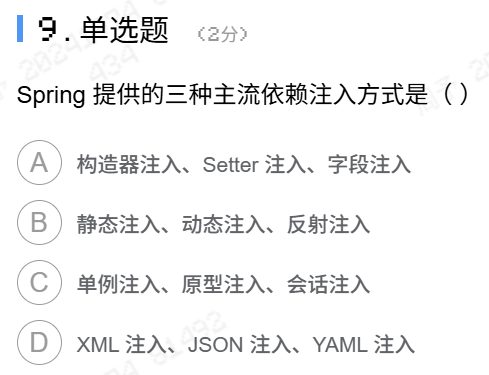 9. 单选题 （2分）
Spring 提供的三种主流依赖注入方式是（ ）
A 构造器注入、Setter 注入、字段注入
B 静态注入、动态注入、反射注入
C 单例注入、原型注入、会话注入
D XML 注入、JSON 注入、YAML 注入